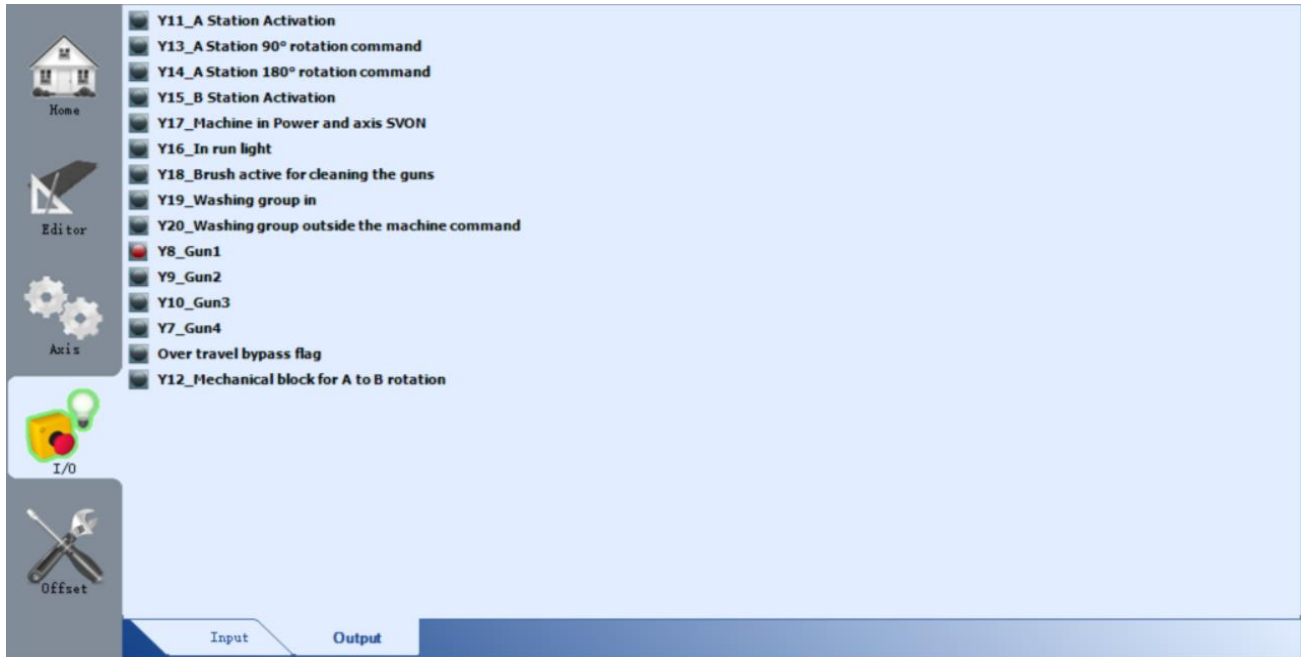 Y11_A Station Activation
Y13_A Station 90° rotation command
Y14_A Station 180° rotation command
Y15_B Station Activation
Y17_Machine in Power and axis SVON
Y16_In run light
Y18_Brush active for cleaning the guns
Y19_Washing group in
Y20_Washing group outside the machine command
Y8_Gun1
Y9_Gun2
Y10_Gun3
Y7_Gun4
Over travel bypass flag
Y12_Mechanical block for A to B rotation
Home
Editor
Axis
I/O
Offset
Input
Output